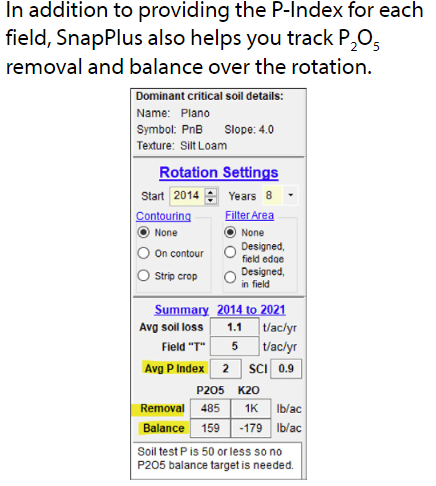 In addition to providing the P-Index for each
field, SnapPlus also helps you track P₂O₅
removal and balance over the rotation.
Dominant critical soil details:
Name: Plano
Symbol: PnB Slope: 4.0
Texture: Silt Loam
Rotation Settings
Start 2014 Years 8
Contouring Filter Area
None None
On contour Designed, field edge
Strip crop Designed, in field
Summary 2014 to 2021
Avg soil loss 1.1 t/ac/yr
Field "T" 5 t/ac/yr
Avg P Index 2 SCI 0.9
P2O5 K2O
Removal 485 1K lb/ac
Balance 159 -179 lb/ac
Soil test P is 50 or less so no
P2O5 balance target is needed.